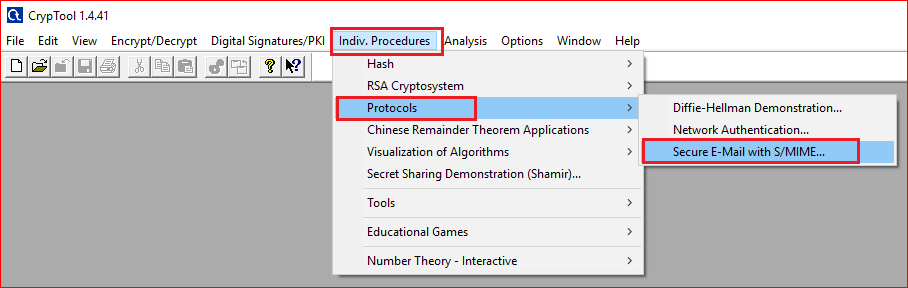 CrypTool 1.4.41
File Edit View Encrypt/Decrypt Digital Signatures/PKI Indiv. Procedures Analysis Options Window Help
Hash
RSA Cryptosystem
Protocols
Chinese Remainder Theorem Applications
Visualization of Algorithms
Secret Sharing Demonstration (Shamir)...
Tools
Educational Games
Number Theory - Interactive
Diffie-Hellman Demonstration...
Network Authentication...
Secure E-Mail with S/MIME...